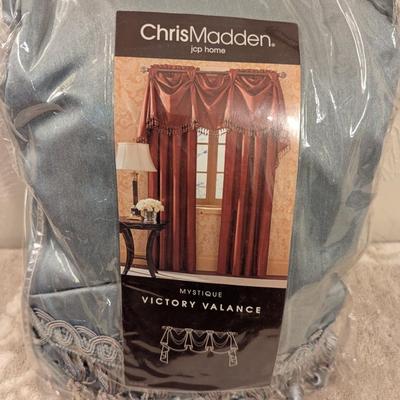 ChrisMadden®
jcp home
MYSTIQUE
VICTORY VALANCE